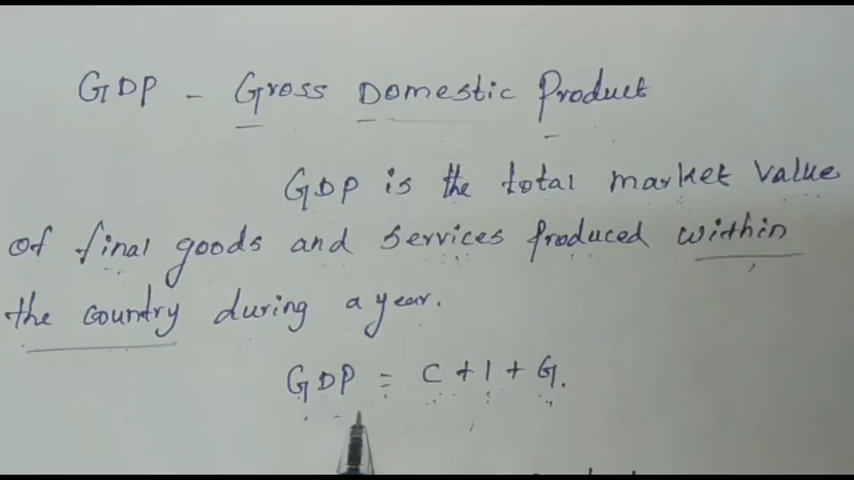 GDP - Gross Domestic Product
GDP is the total market value
of final goods and services produced within
the country during a year.
GDP = C + I + G.